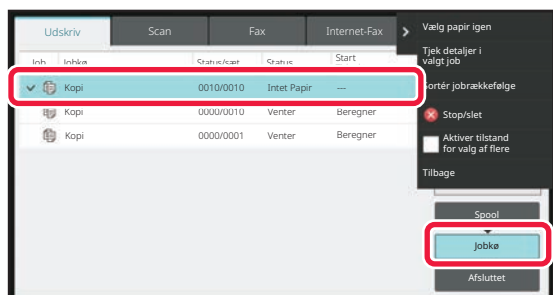 Udskriv Scan Fax Internet-Fax
Job Jobkø Status/sæt Status Start
Kopi 0010/0010 Intet Papir ---
Kopi 0000/0010 Venter Beregner
Kopi 0000/0001 Venter Beregner
Vælg papir igen
Tjek detaljer i
valgt job
Sortér jobrækkefølge
Stop/slet
Aktiver tilstand
for valg af flere
Tilbage
Spool
Jobkø
Afsluttet